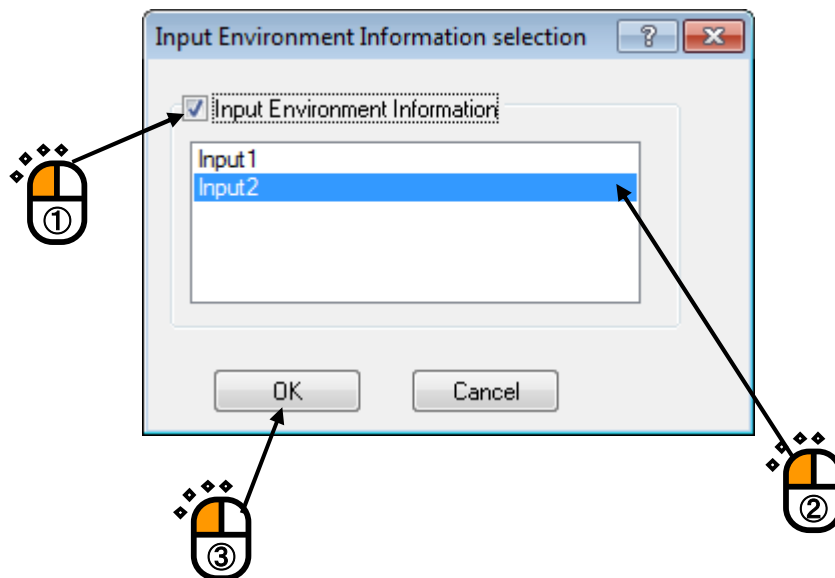 Input Environment Information selection
Input Environment Information
Input1
Input2
①
OK
Cancel
②
③